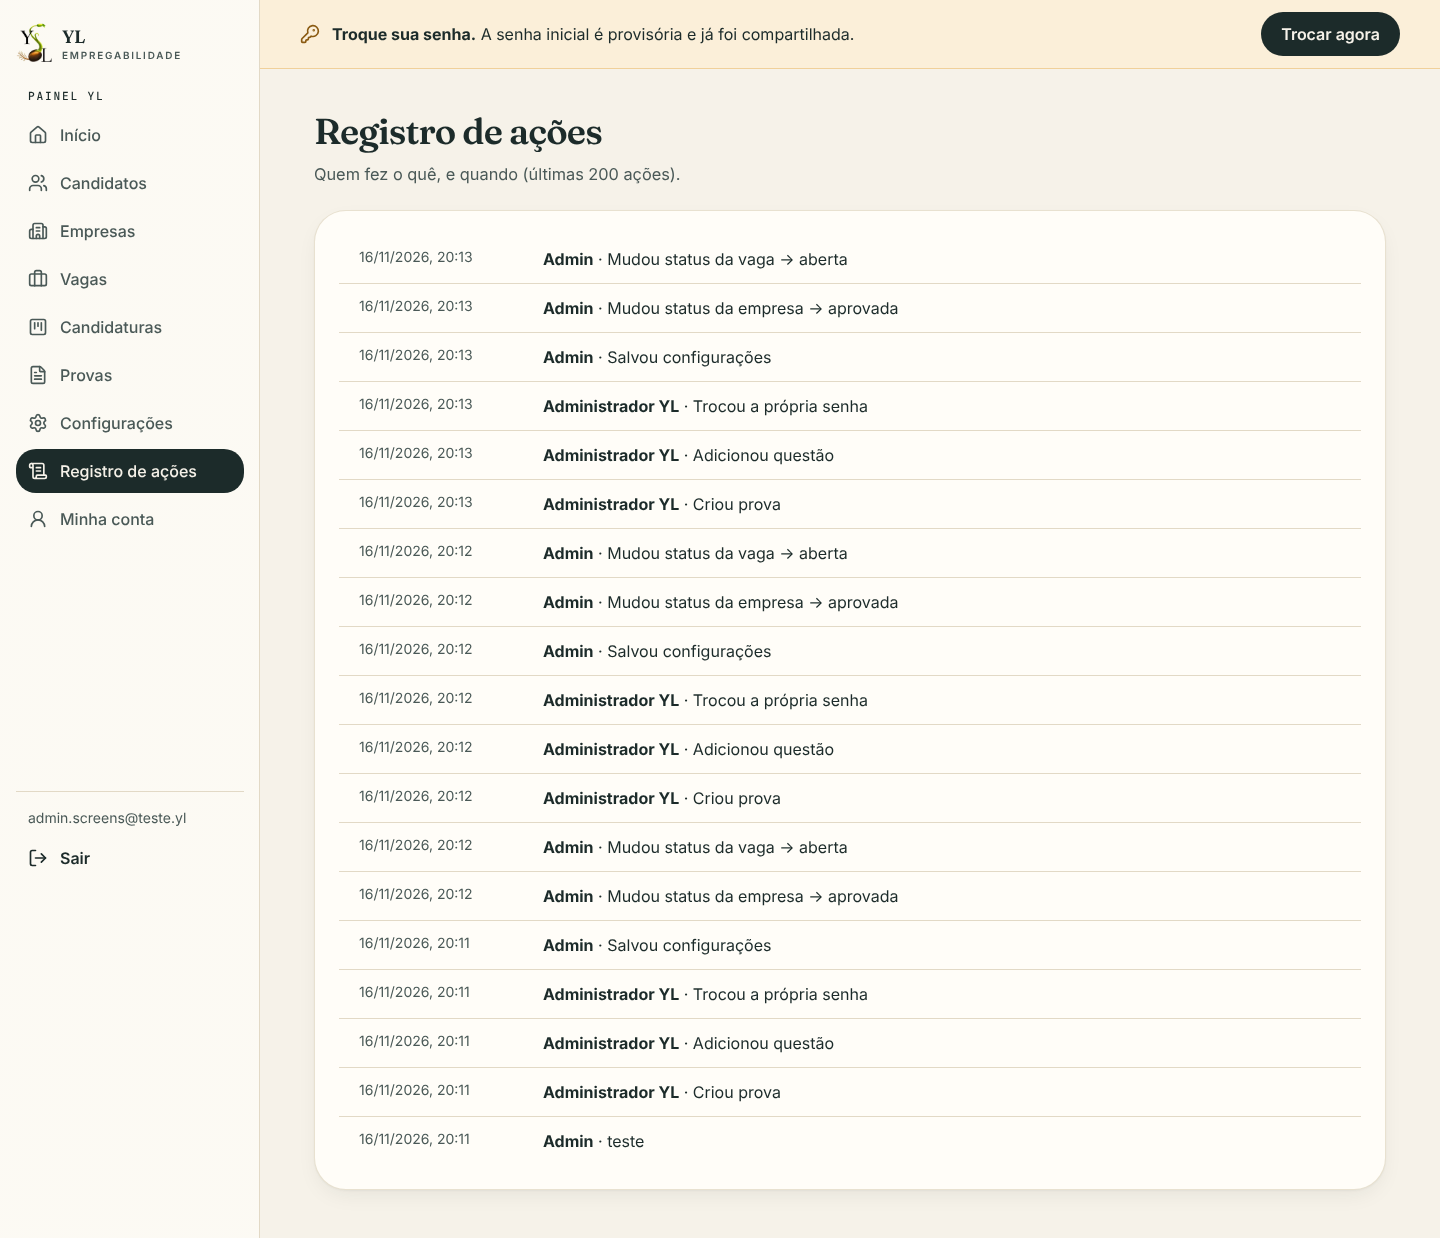 YL
YL
EMPREGABILIDADE
PAINEL YL
Início
Candidatos
Empresas
Vagas
Candidaturas
Provas
Configurações
Registro de ações
Minha conta
admin.screens@teste.yl
Sair
Troque sua senha. A senha inicial é provisória e já foi compartilhada.
Trocar agora
Registro de ações
Quem fez o quê, e quando (últimas 200 ações).
16/11/2026, 20:13 Admin · Mudou status da vaga → aberta
16/11/2026, 20:13 Admin · Mudou status da empresa → aprovada
16/11/2026, 20:13 Admin · Salvou configurações
16/11/2026, 20:13 Administrador YL · Trocou a própria senha
16/11/2026, 20:13 Administrador YL · Adicionou questão
16/11/2026, 20:13 Administrador YL · Criou prova
16/11/2026, 20:12 Admin · Mudou status da vaga → aberta
16/11/2026, 20:12 Admin · Mudou status da empresa → aprovada
16/11/2026, 20:12 Admin · Salvou configurações
16/11/2026, 20:12 Administrador YL · Trocou a própria senha
16/11/2026, 20:12 Administrador YL · Adicionou questão
16/11/2026, 20:12 Administrador YL · Criou prova
16/11/2026, 20:12 Admin · Mudou status da vaga → aberta
16/11/2026, 20:12 Admin · Mudou status da empresa → aprovada
16/11/2026, 20:11 Admin · Salvou configurações
16/11/2026, 20:11 Administrador YL · Trocou a própria senha
16/11/2026, 20:11 Administrador YL · Adicionou questão
16/11/2026, 20:11 Administrador YL · Criou prova
16/11/2026, 20:11 Admin · teste